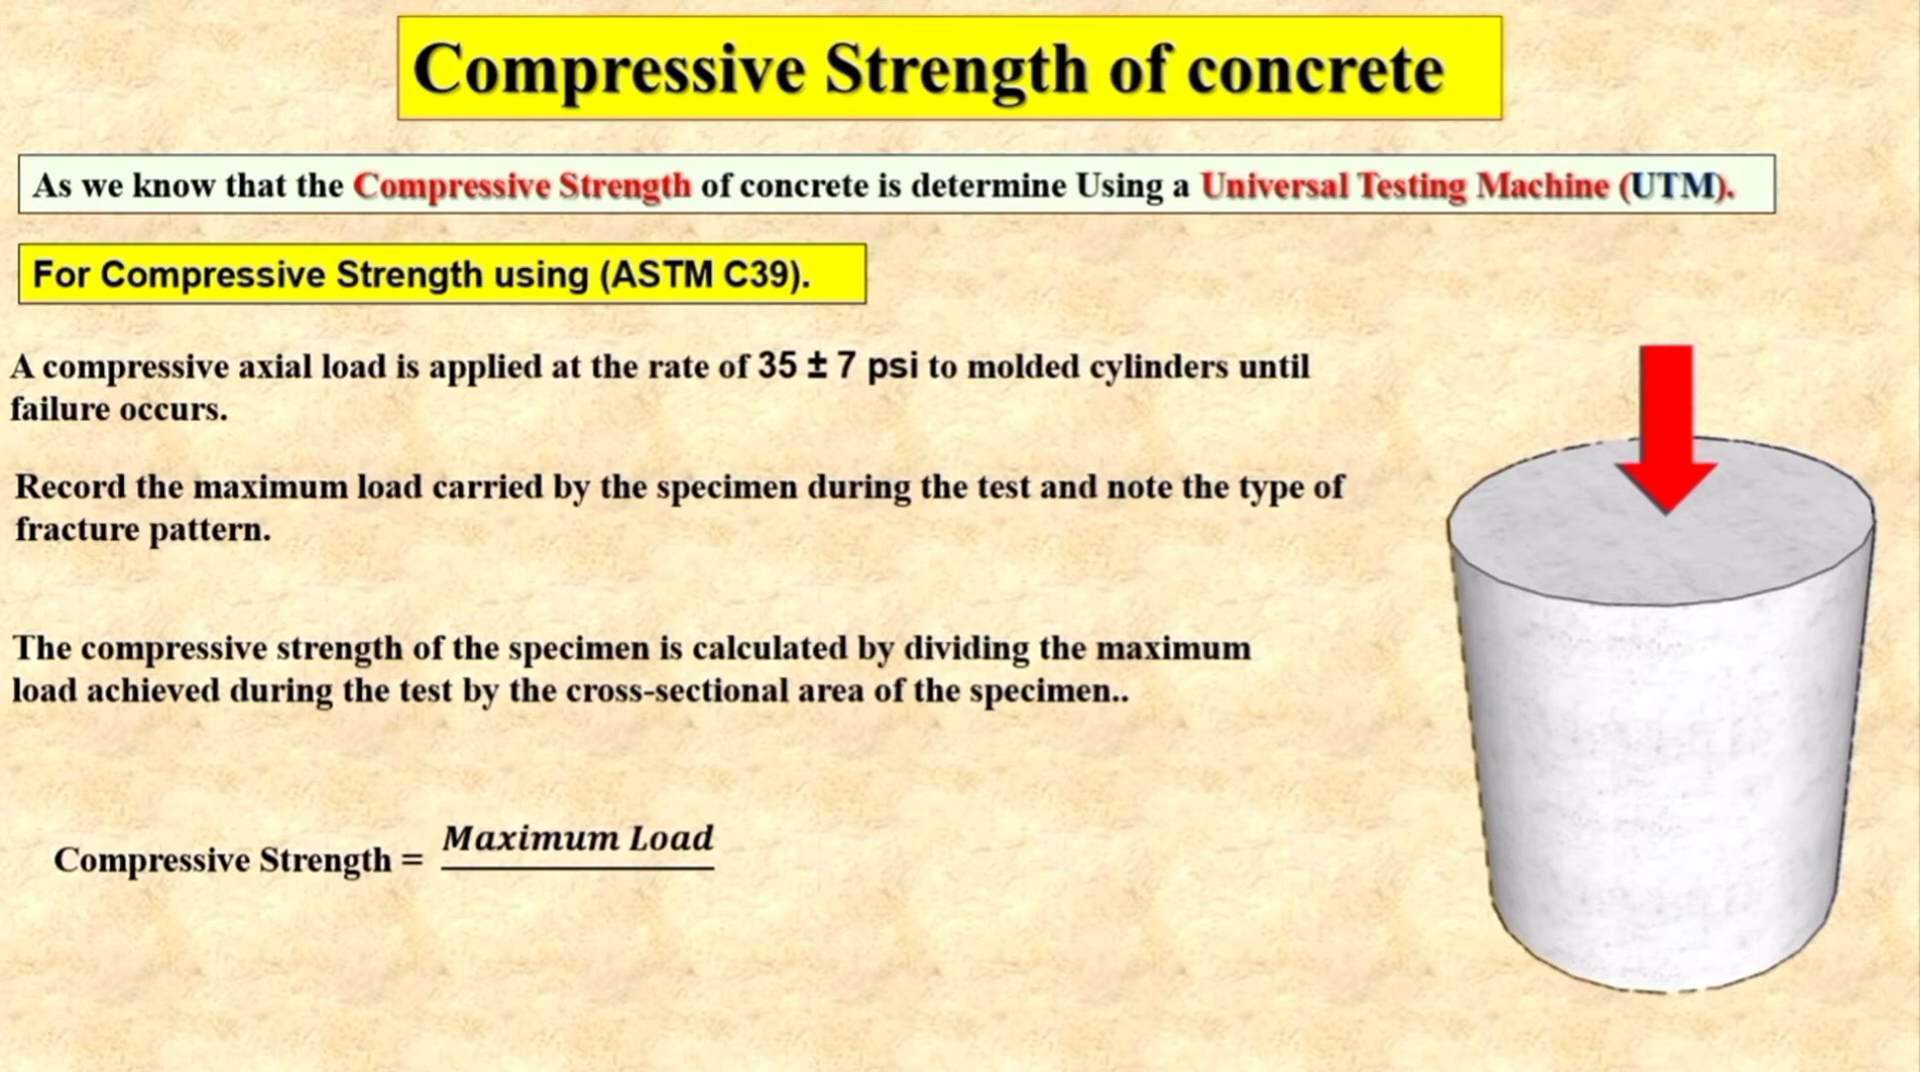 Compressive Strength of concrete
As we know that the Compressive Strength of concrete is determine Using a Universal Testing Machine (UTM).
For Compressive Strength using (ASTM C39).
A compressive axial load is applied at the rate of 35 ± 7 psi to molded cylinders until
failure occurs.
Record the maximum load carried by the specimen during the test and note the type of
fracture pattern.
The compressive strength of the specimen is calculated by dividing the maximum
load achieved during the test by the cross-sectional area of the specimen..
Maximum Load
Compressive Strength =